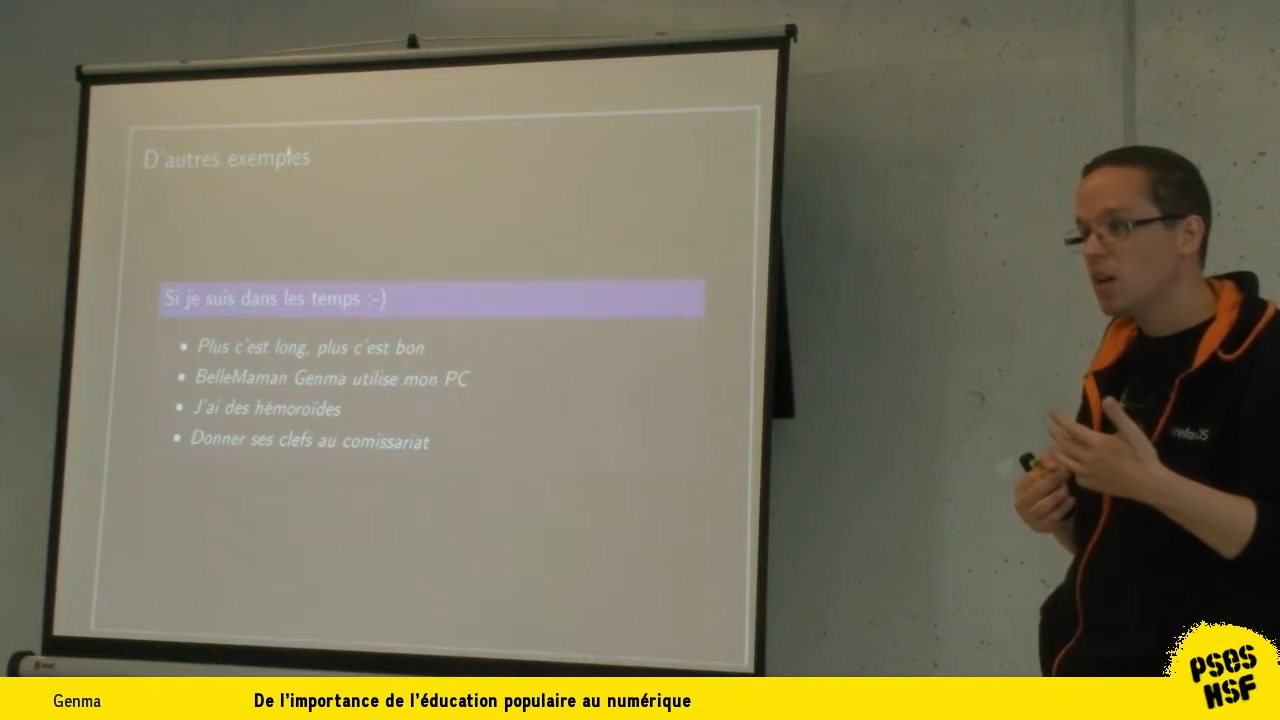 D'autres exemples
Si je suis dans les temps :-)
• Plus c'est long, plus c'est bon
• BelleMaman Genma utilise mon PC
• J'ai des hémoroïdes
• Donner ses clefs au comissariat
PSES
HSF
Genma
De l'importance de l'éducation populaire au numérique